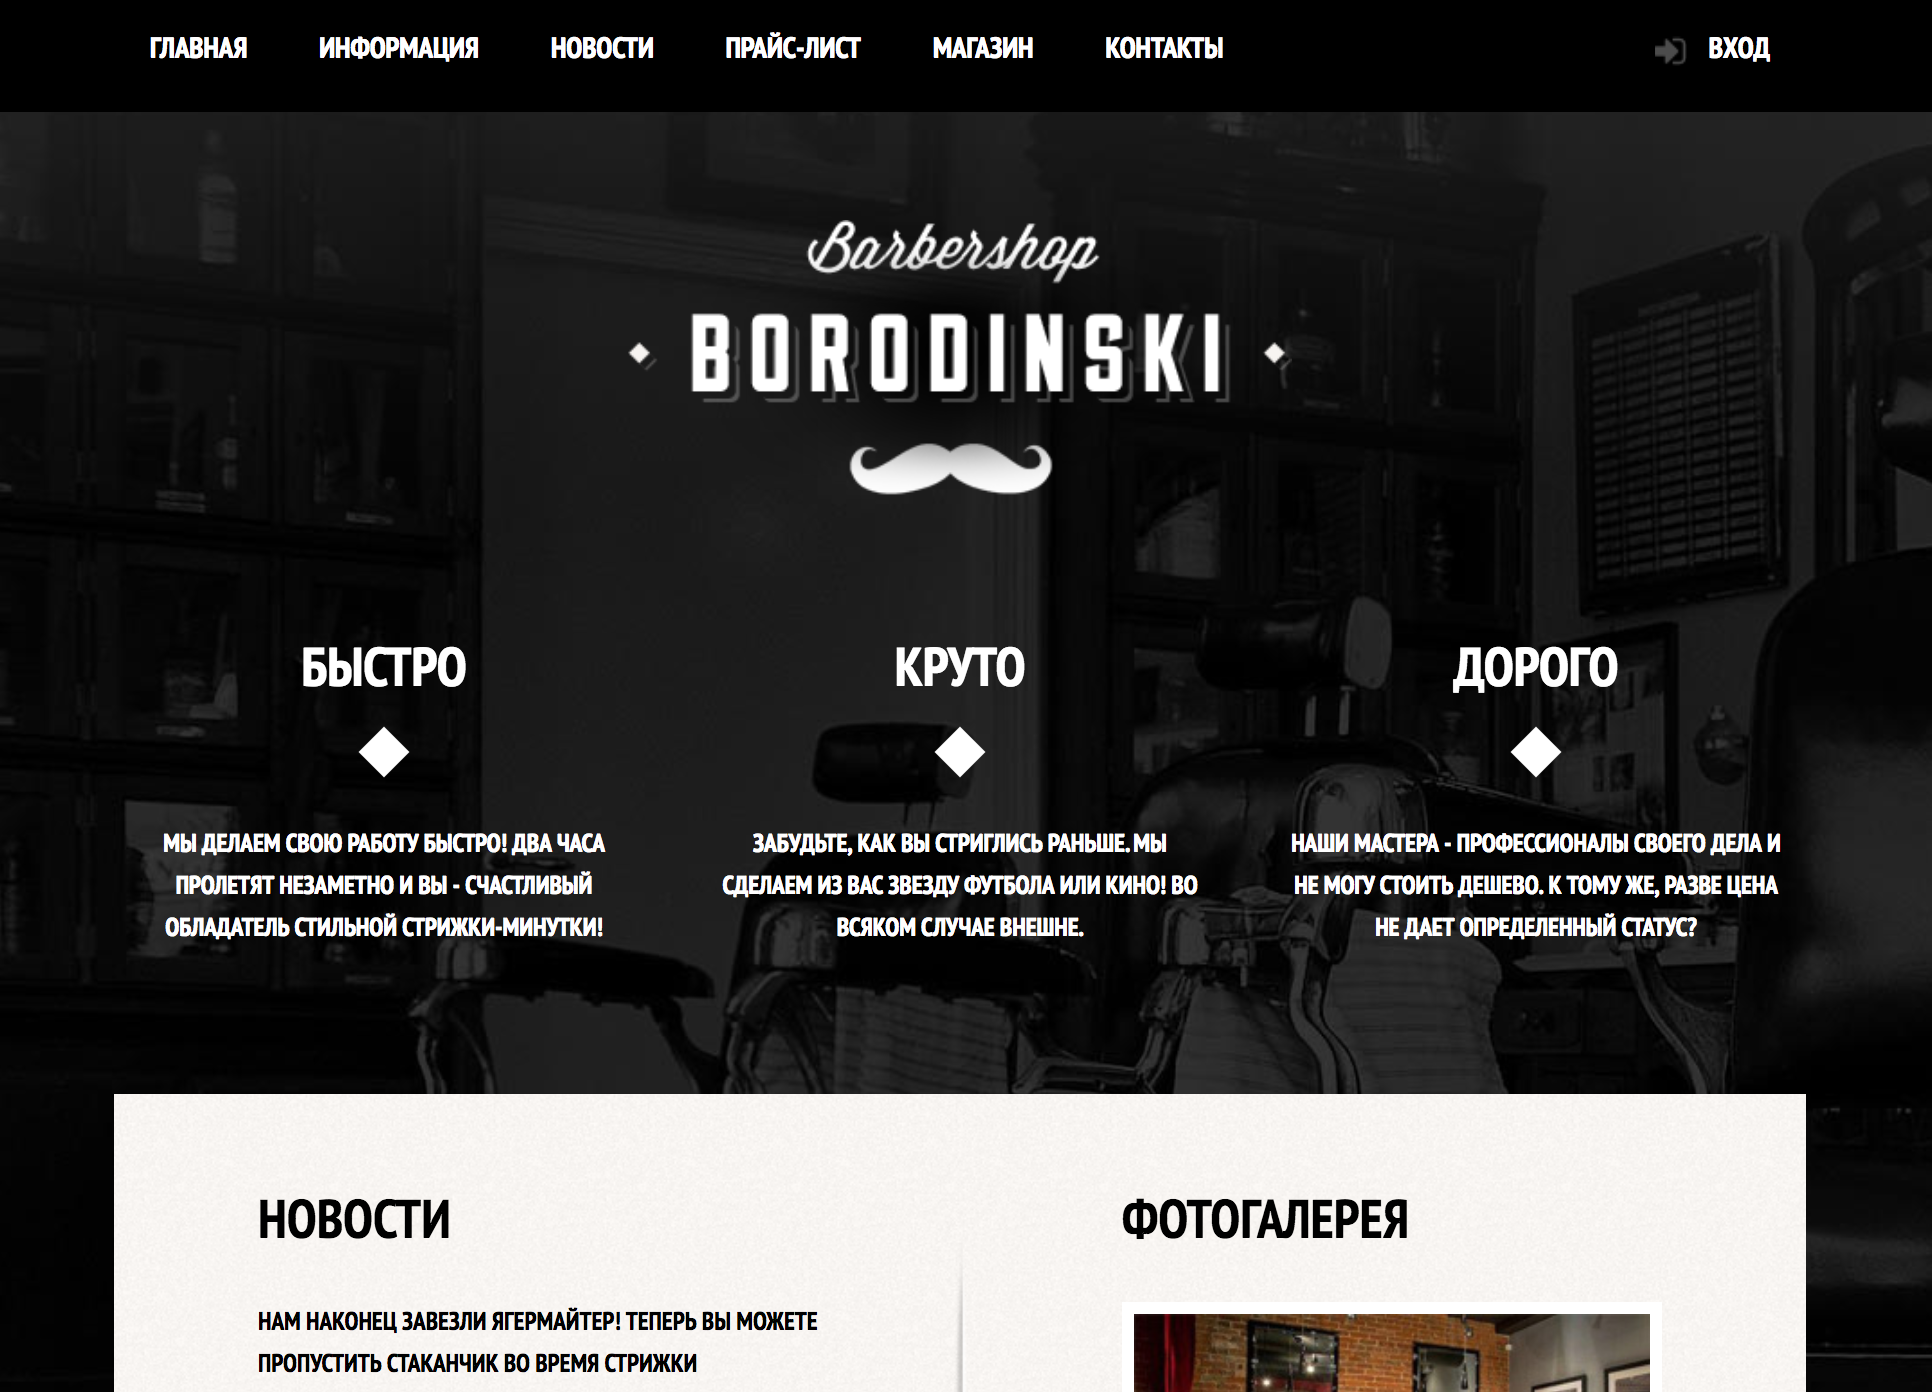 ГЛАВНАЯ ИНФОРМАЦИЯ НОВОСТИ ПРАЙС-ЛИСТ МАГАЗИН КОНТАКТЫ ВХОД
Barbershop
BORODINSKI
БЫСТРО
МЫ ДЕЛАЕМ СВОЮ РАБОТУ БЫСТРО! ДВА ЧАСА
ПРОЛЕТЯТ НЕЗАМЕТНО И ВЫ - СЧАСТЛИВЫЙ
ОБЛАДАТЕЛЬ СТИЛЬНОЙ СТРИЖКИ-МИНУТКИ!
КРУТО
ЗАБУДЬТЕ, КАК ВЫ СТРИГЛИСЬ РАНЬШЕ. МЫ
СДЕЛАЕМ ИЗ ВАС ЗВЕЗДУ ФУТБОЛА ИЛИ КИНО! ВО
ВСЯКОМ СЛУЧАЕ ВНЕШНЕ.
ДОРОГО
НАШИ МАСТЕРА - ПРОФЕССИОНАЛЫ СВОЕГО ДЕЛА И
НЕ МОГУ СТОИТЬ ДЕШЕВО. К ТОМУ ЖЕ, РАЗВЕ ЦЕНА
НЕ ДАЕТ ОПРЕДЕЛЕННЫЙ СТАТУС?
НОВОСТИ
НАМ НАКОНЕЦ ЗАВЕЗЛИ ЯГЕРМАЙТЕР! ТЕПЕРЬ ВЫ МОЖЕТЕ
ПРОПУСТИТЬ СТАКАНЧИК ВО ВРЕМЯ СТРИЖКИ
ФОТОГАЛЕРЕЯ